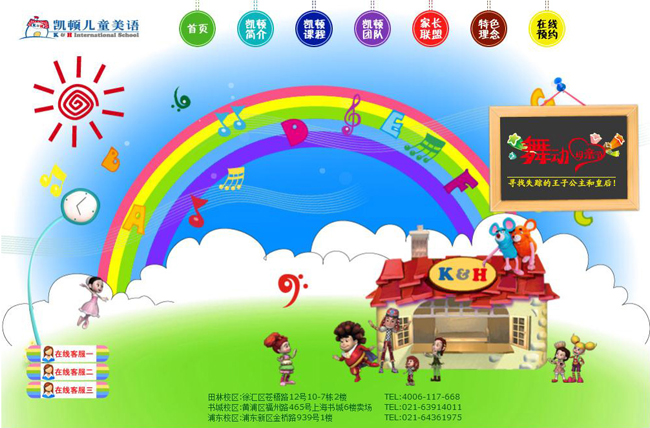 凯顿儿童美语
K & H International School
首页
凯顿
简介
凯顿
课程
凯顿
团队
家长
联盟
特色
理念
在线
预约
C
B
D
E
F
A
舞动
寻找失踪的王子公主和皇后！
K & H
在线客服一
在线客服二
在线客服三
田林校区:徐汇区苍梧路12号10-7栋2楼 TEL:4006-117-668
书城校区:黄浦区福州路465号上海书城6楼卖场 TEL:021-63914011
浦东校区:浦东新区金桥路939号1楼 TEL:021-64361975